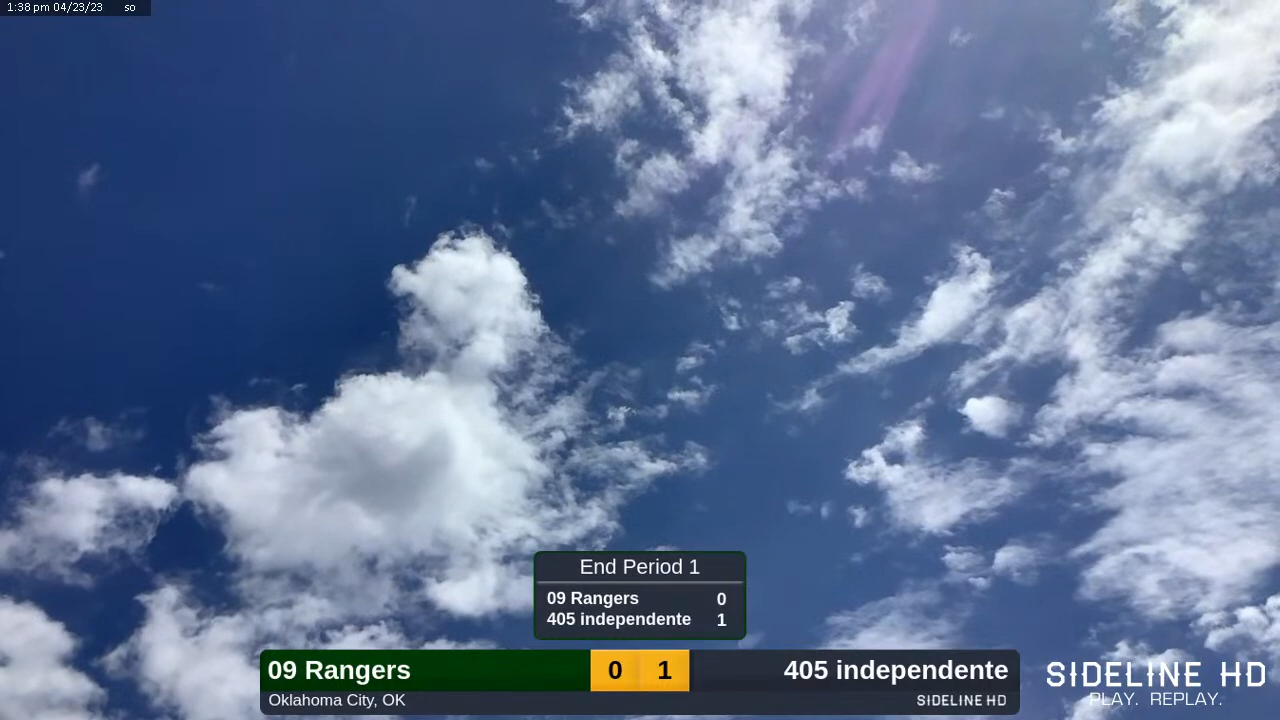 1:38 pm 04/23/23 so
End Period 1
09 Rangers 0
405 independente 1
09 Rangers 0 1 405 independente
Oklahoma City, OK SIDELINE HD
SIDELINE HD
PLAY. REPLAY.